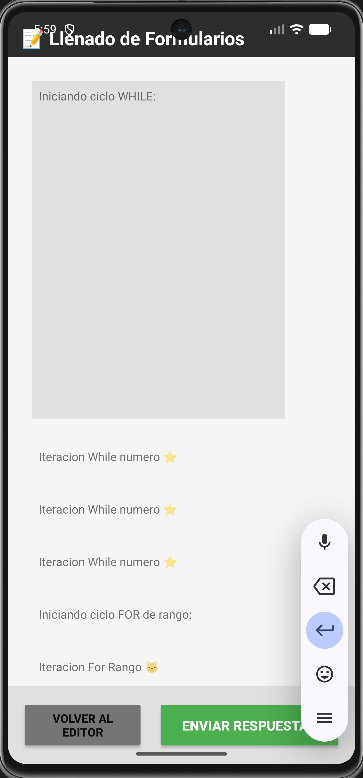 5:59
📝 Llenado de Formularios
Iniciando ciclo WHILE:
Iteracion While numero ⭐
Iteracion While numero ⭐
Iteracion While numero ⭐
Iniciando ciclo FOR de rango:
Iteracion For Rango 🐱
VOLVER AL
EDITOR
ENVIAR RESPUESTA